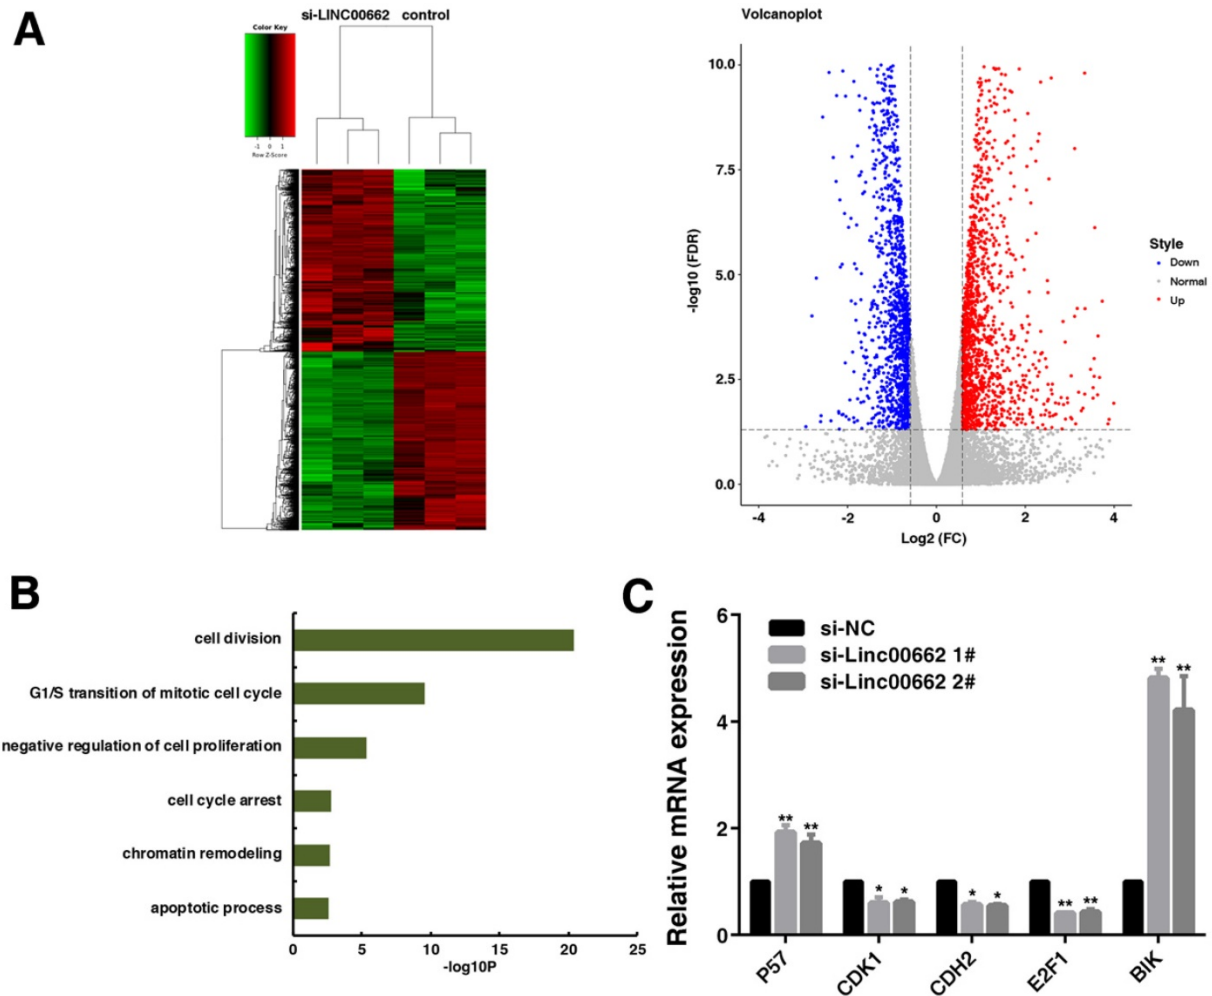 A
si-LINC00662 control
Color Key
-1 0 1
Row Z-Score
Volcanoplot
10.0
7.5
5.0
2.5
0.0
-log10 (FDR)
-4 -2 0 2 4
Log2 (FC)
Style
Down
Normal
Up
B
cell division
G1/S transition of mitotic cell cycle
negative regulation of cell proliferation
cell cycle arrest
chromatin remodeling
apoptotic process
0 5 10 15 20 25
-log10P
C
Relative mRNA expression
6
4
2
0
si-NC
si-Linc00662 1#
si-Linc00662 2#
** **
* *
* *
** **
** **
P57 CDK1 CDH2 E2F1 BIK